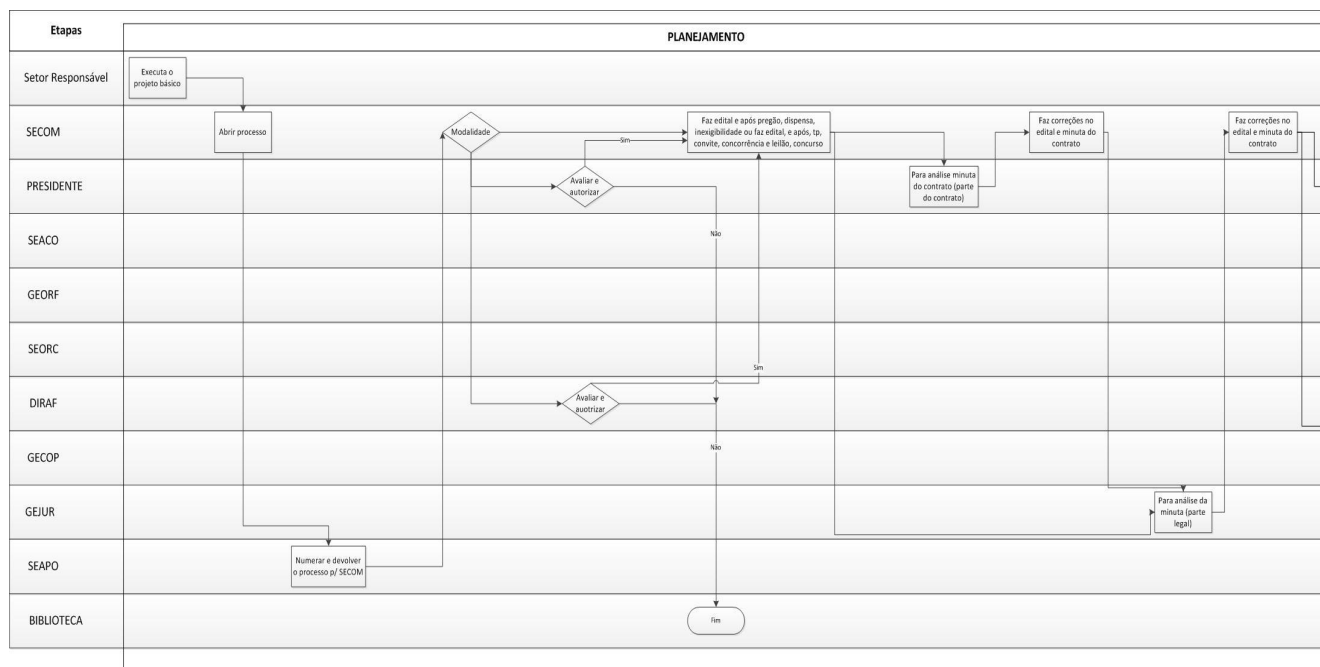 Etapas
PLANEJAMENTO
Setor Responsável
Executa o
projeto básico
SECOM
Abrir processo
Modalidade
Faz edital e após pregão, dispensa,
inexigibilidade ou faz edital, e após, tp,
convite, concorrência e leilão, concurso
Faz correções no
edital e minuta do
contrato
Faz correções no
edital e minuta do
contrato
Sim
PRESIDENTE
Avaliar e
autorizar
Para análise minuta
do contrato (parte
do contrato)
SEACO
Não
GEORF
SEORC
Sim
DIRAF
Avaliar e
auotrizar
GECOP
Não
GEJUR
Para análise da
minuta (parte
legal)
SEAPO
Numerar e devolver
o processo p/ SECOM
BIBLIOTECA
Fim